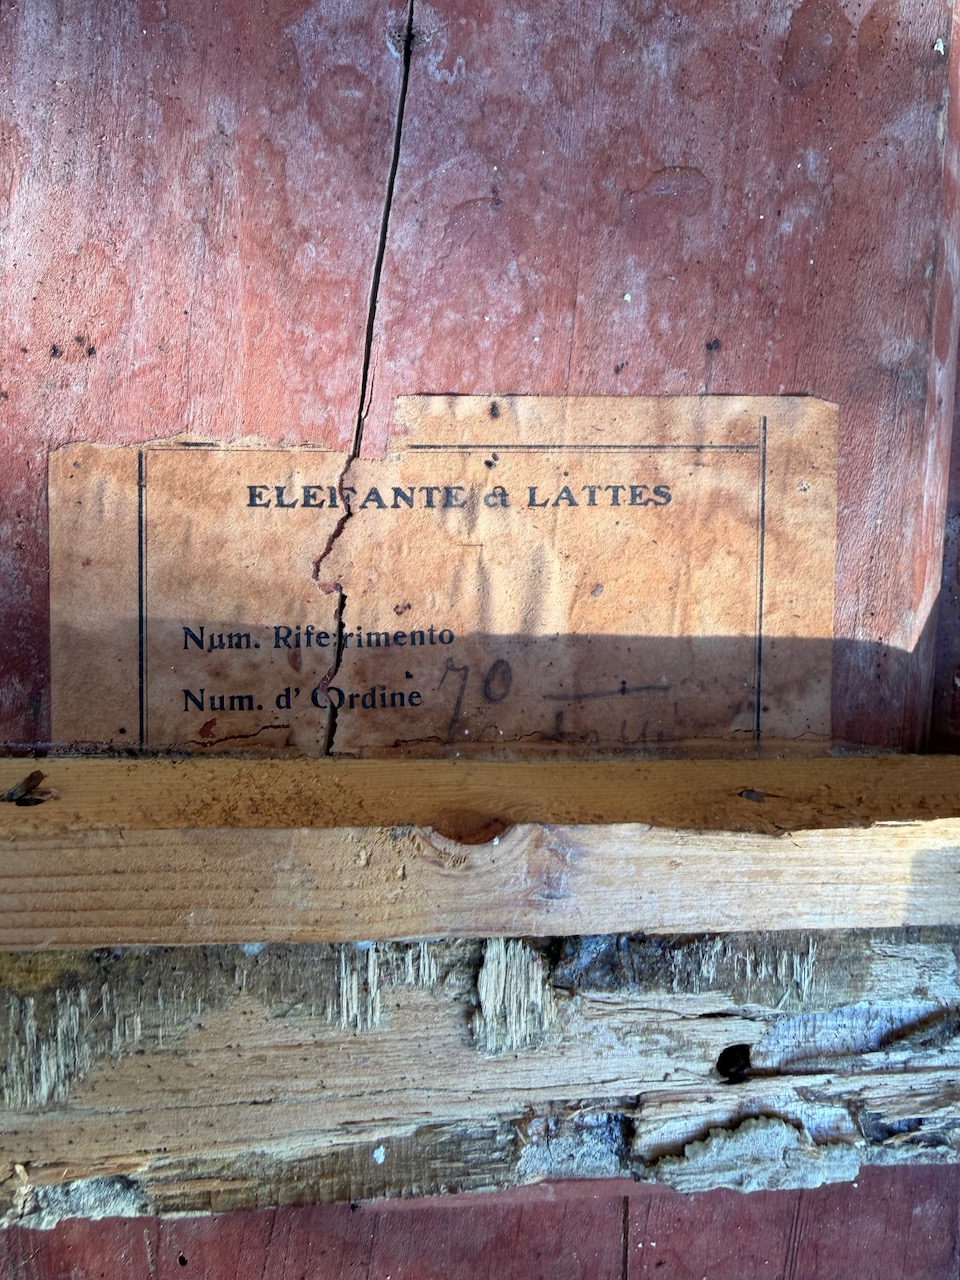 ELEFANTE & LATTES
Num. Riferimento
Num. d' Ordine 70